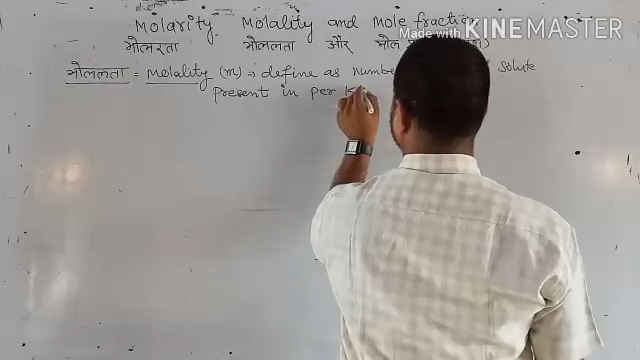 Made with KINEMASTER
Molarity Molality and Mole fraction
मोलरता मोललता और मोल
मोललता = Molality (m) = define as number solute
present in per K